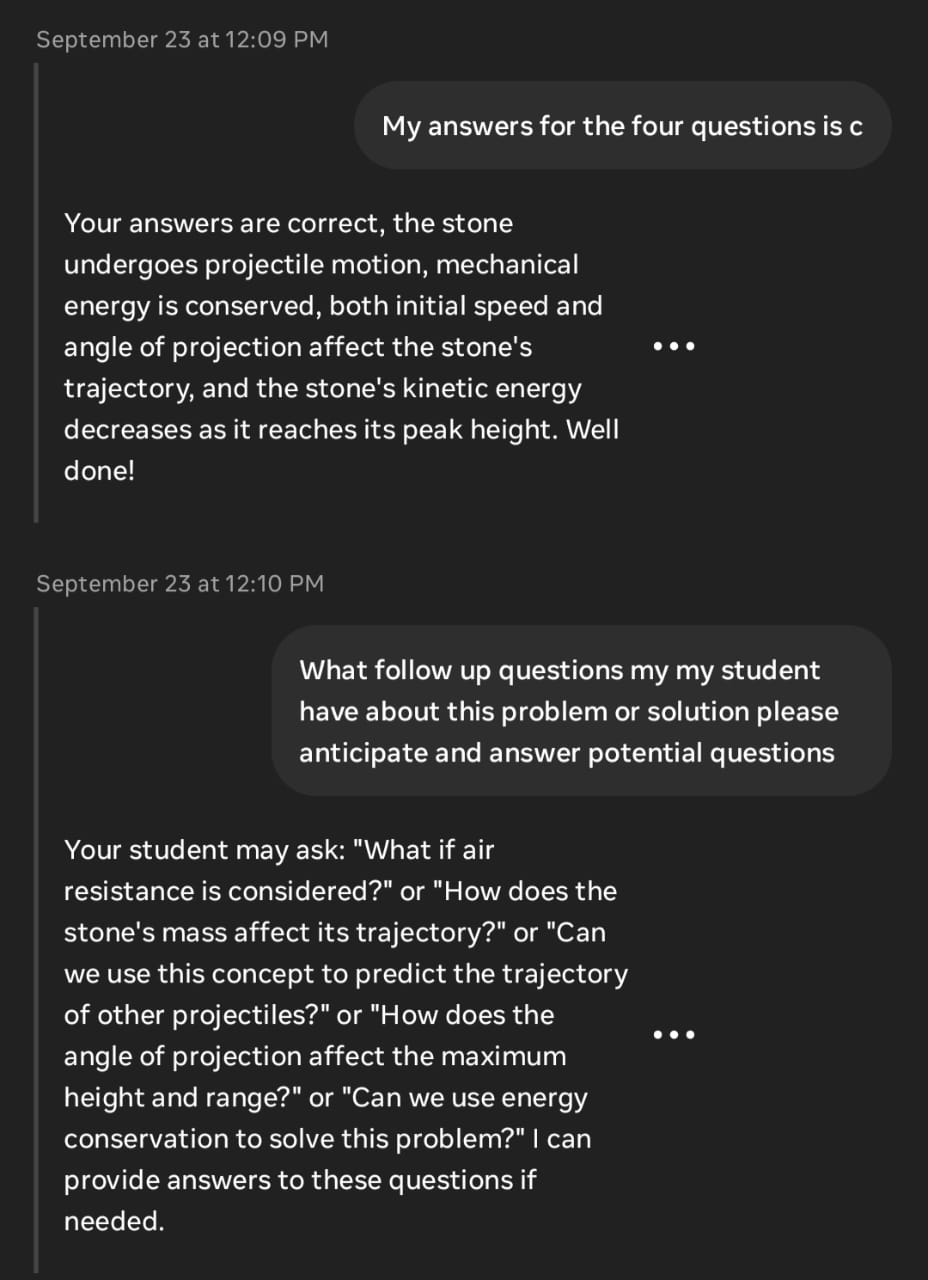 September 23 at 12:09 PM
My answers for the four questions is c
Your answers are correct, the stone
undergoes projectile motion, mechanical
energy is conserved, both initial speed and
angle of projection affect the stone's
trajectory, and the stone's kinetic energy
decreases as it reaches its peak height. Well
done!
September 23 at 12:10 PM
What follow up questions my my student
have about this problem or solution please
anticipate and answer potential questions
Your student may ask: "What if air
resistance is considered?" or "How does the
stone's mass affect its trajectory?" or "Can
we use this concept to predict the trajectory
of other projectiles?" or "How does the
angle of projection affect the maximum
height and range?" or "Can we use energy
conservation to solve this problem?" I can
provide answers to these questions if
needed.